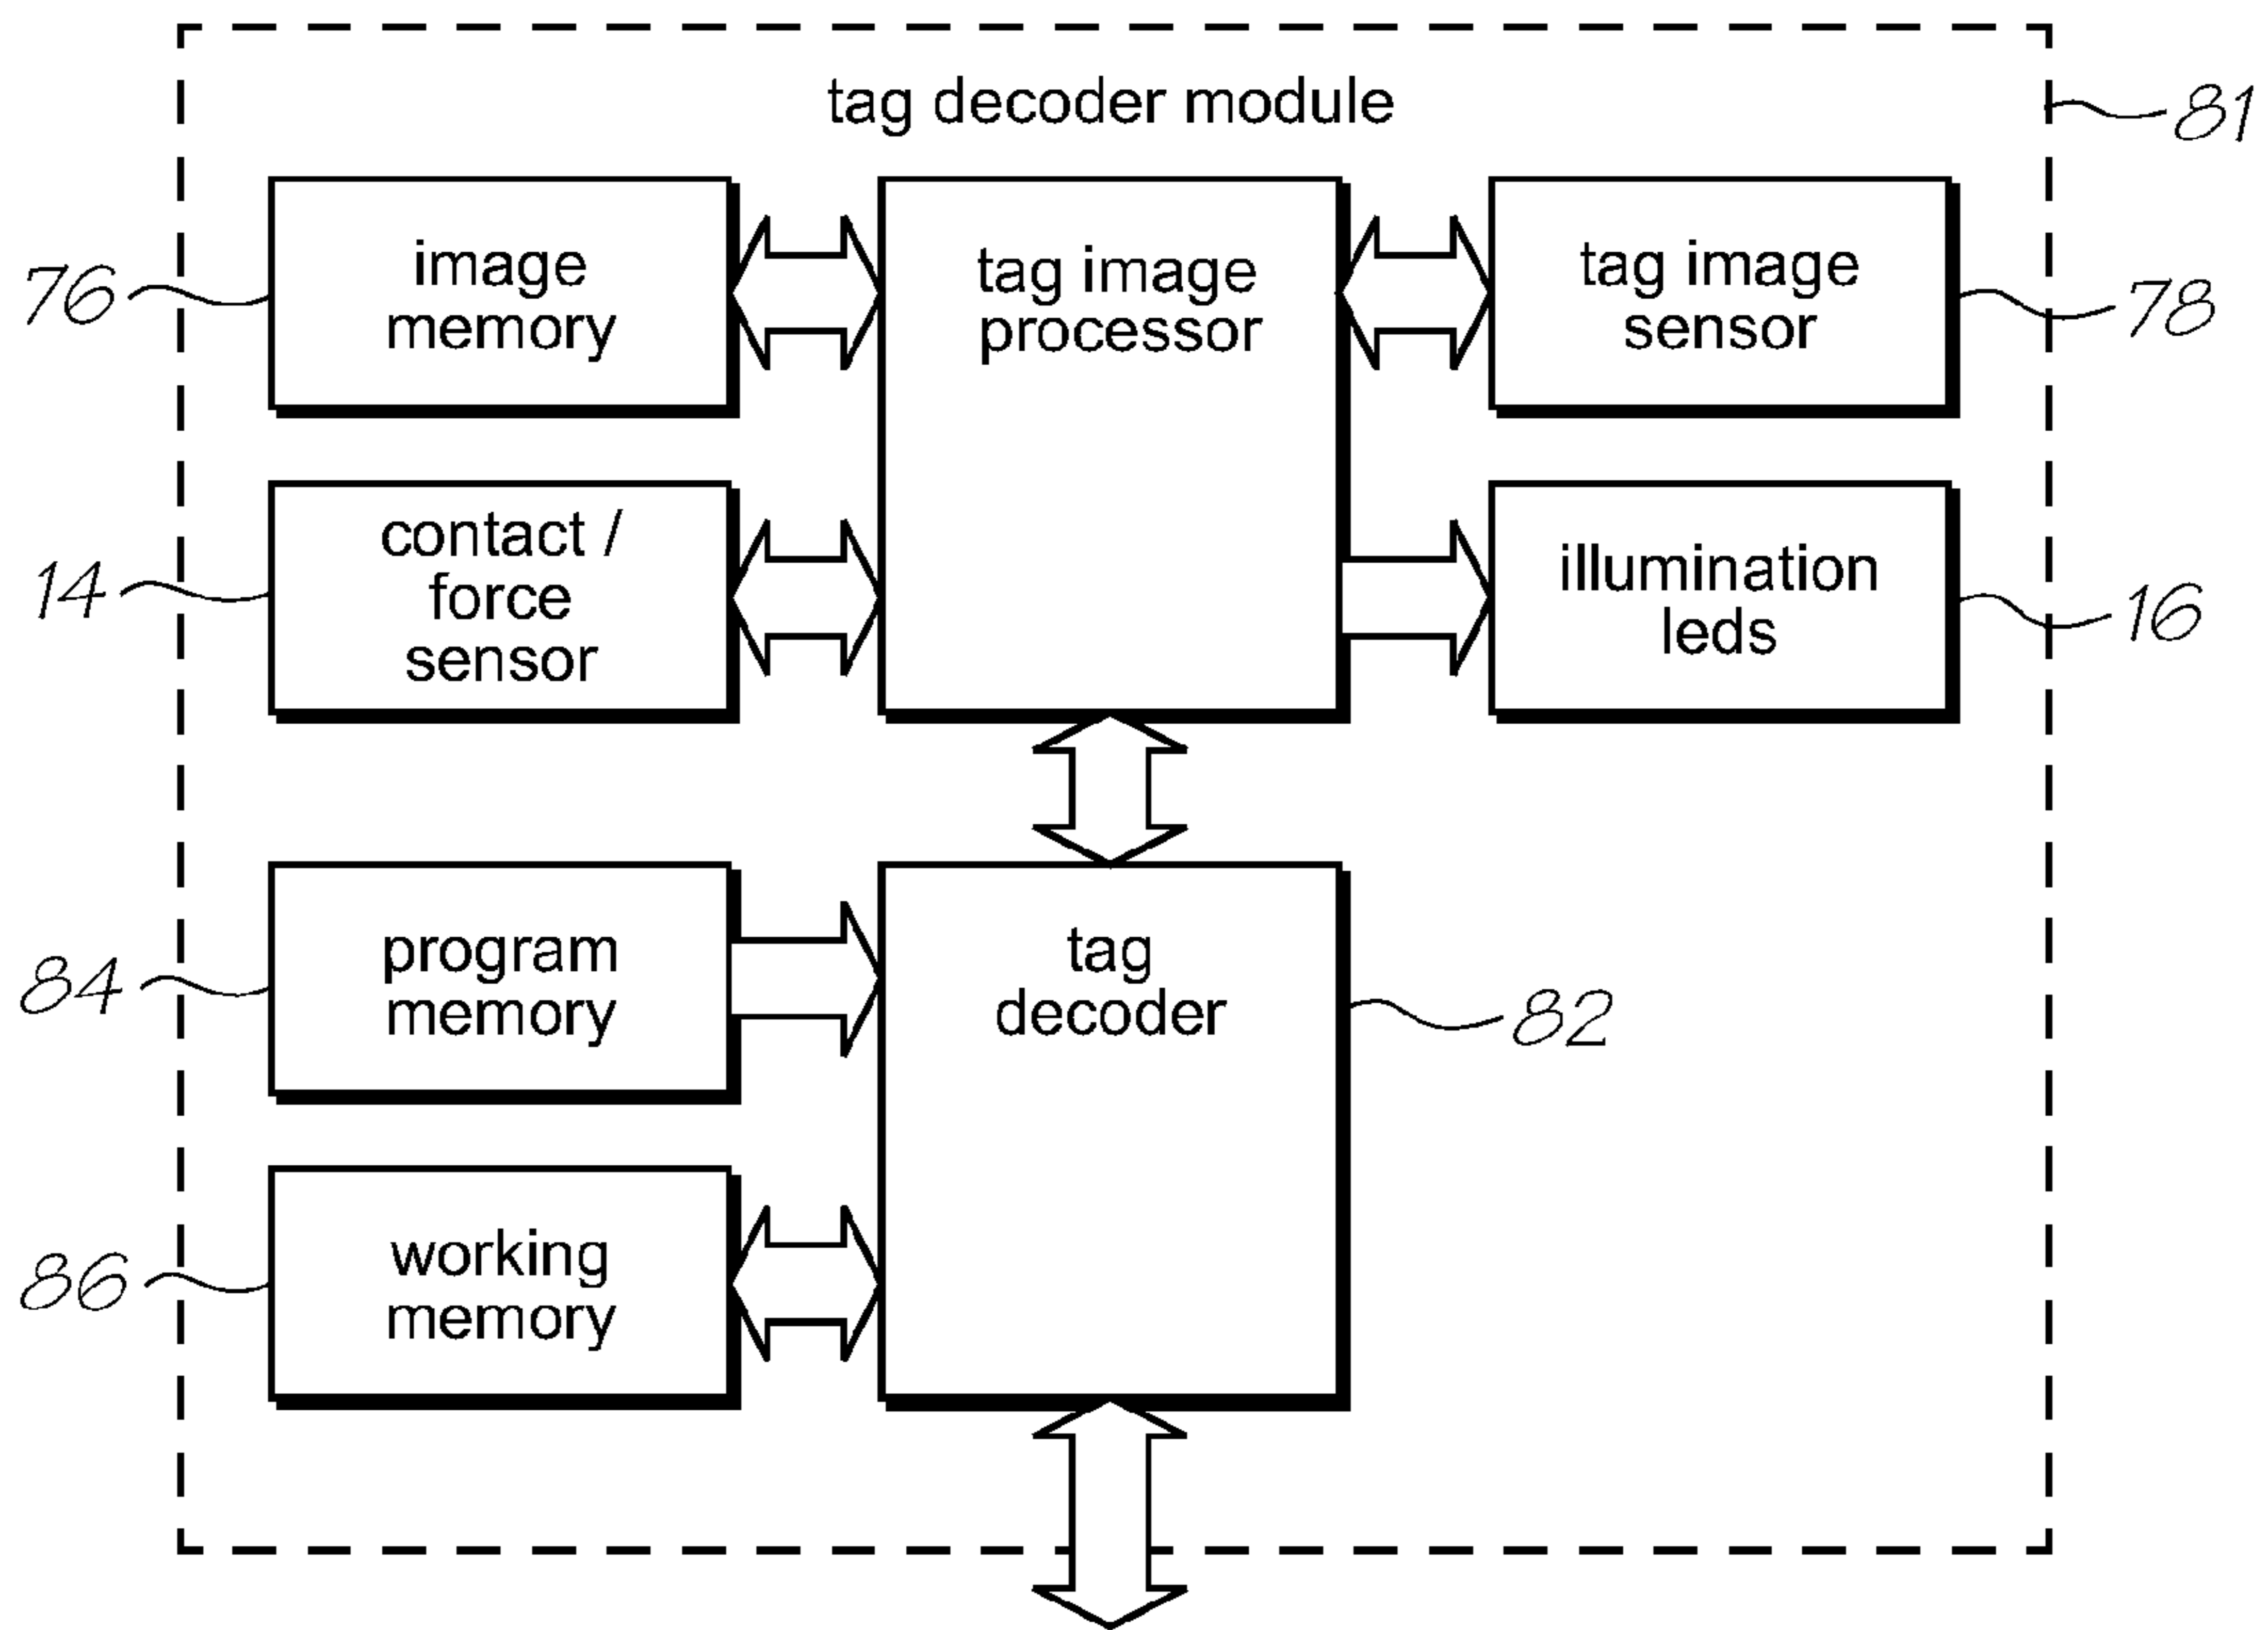 tag decoder module
81
image
memory
76
tag image
processor
tag image
sensor
78
contact /
force
sensor
14
illumination
leds
16
program
memory
84
tag
decoder
82
working
memory
86